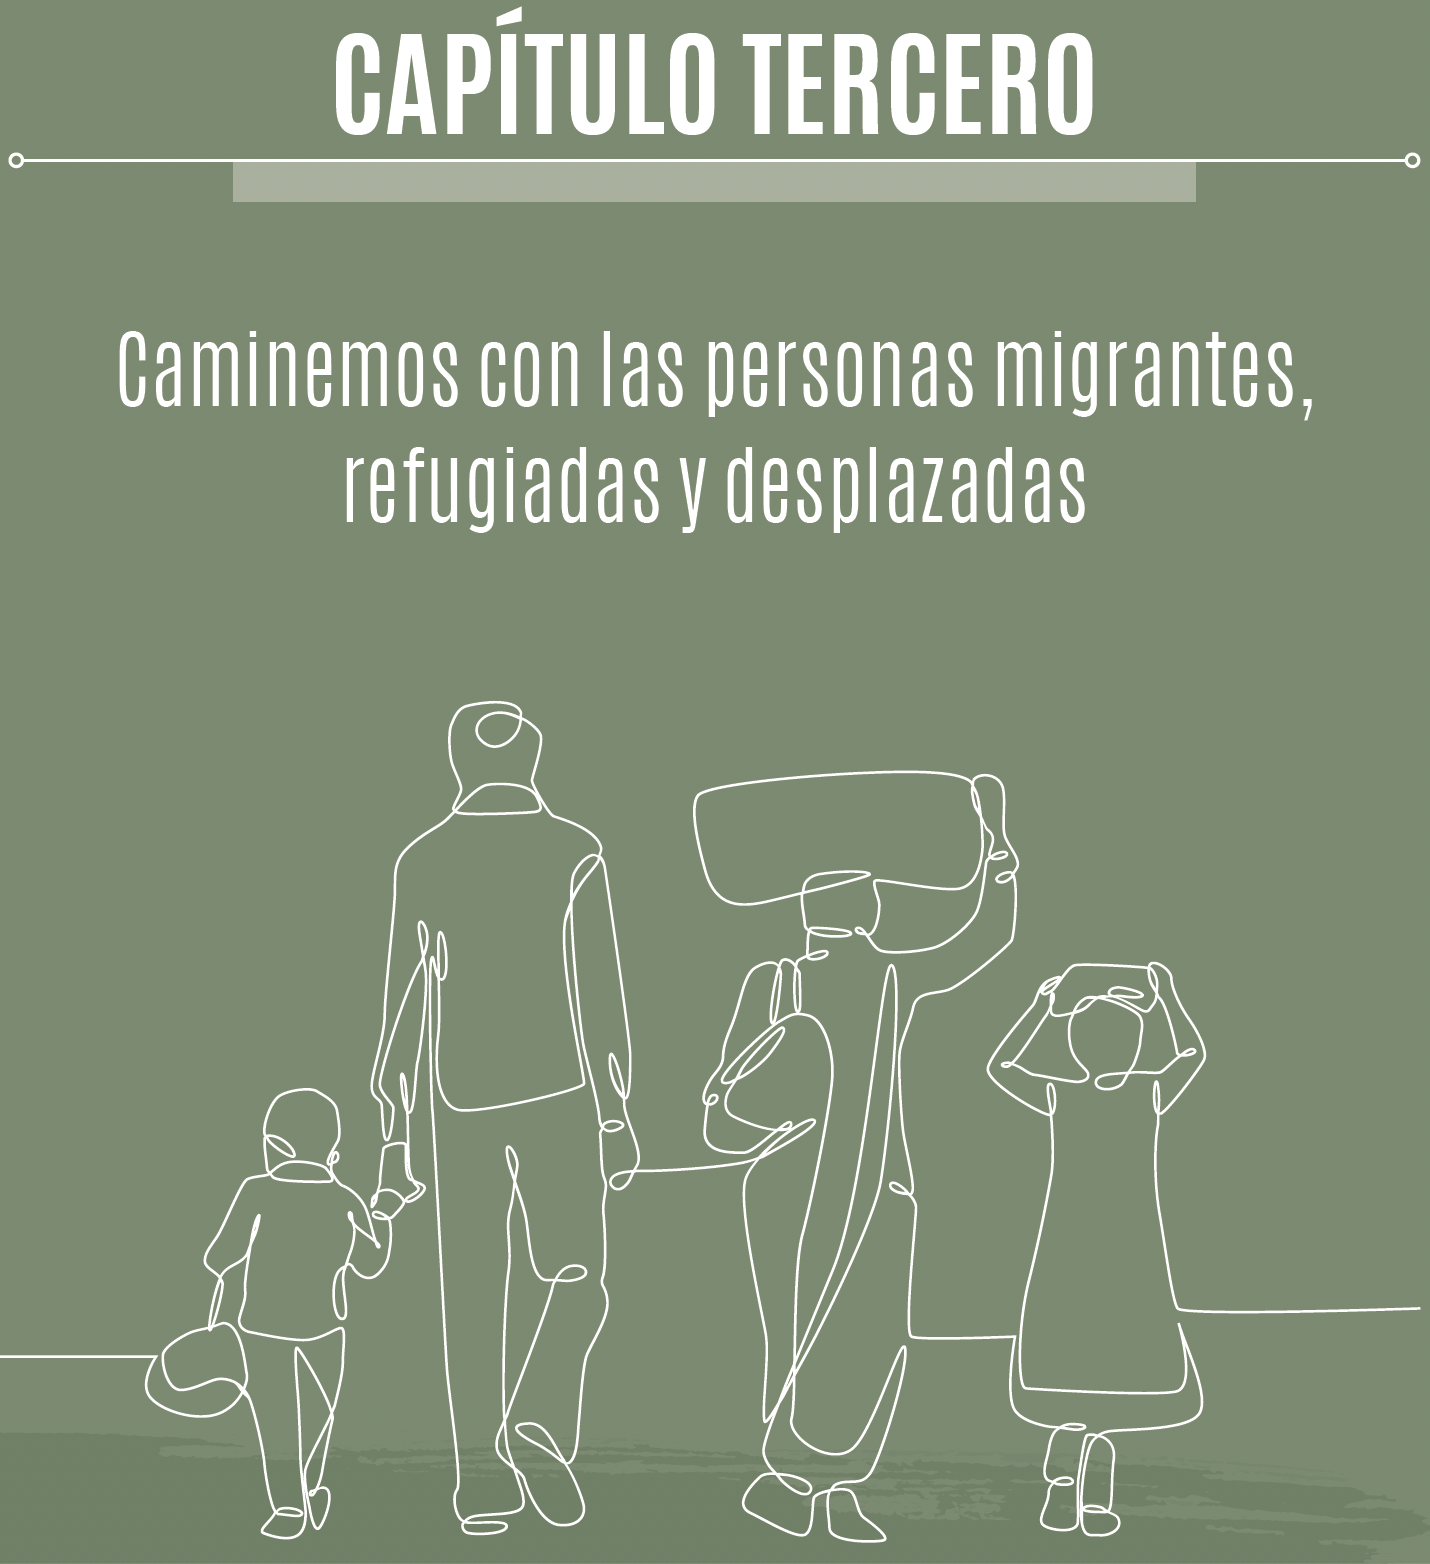 CAPÍTULO TERCERO
Caminemos con las personas migrantes,
refugiadas y desplazadas